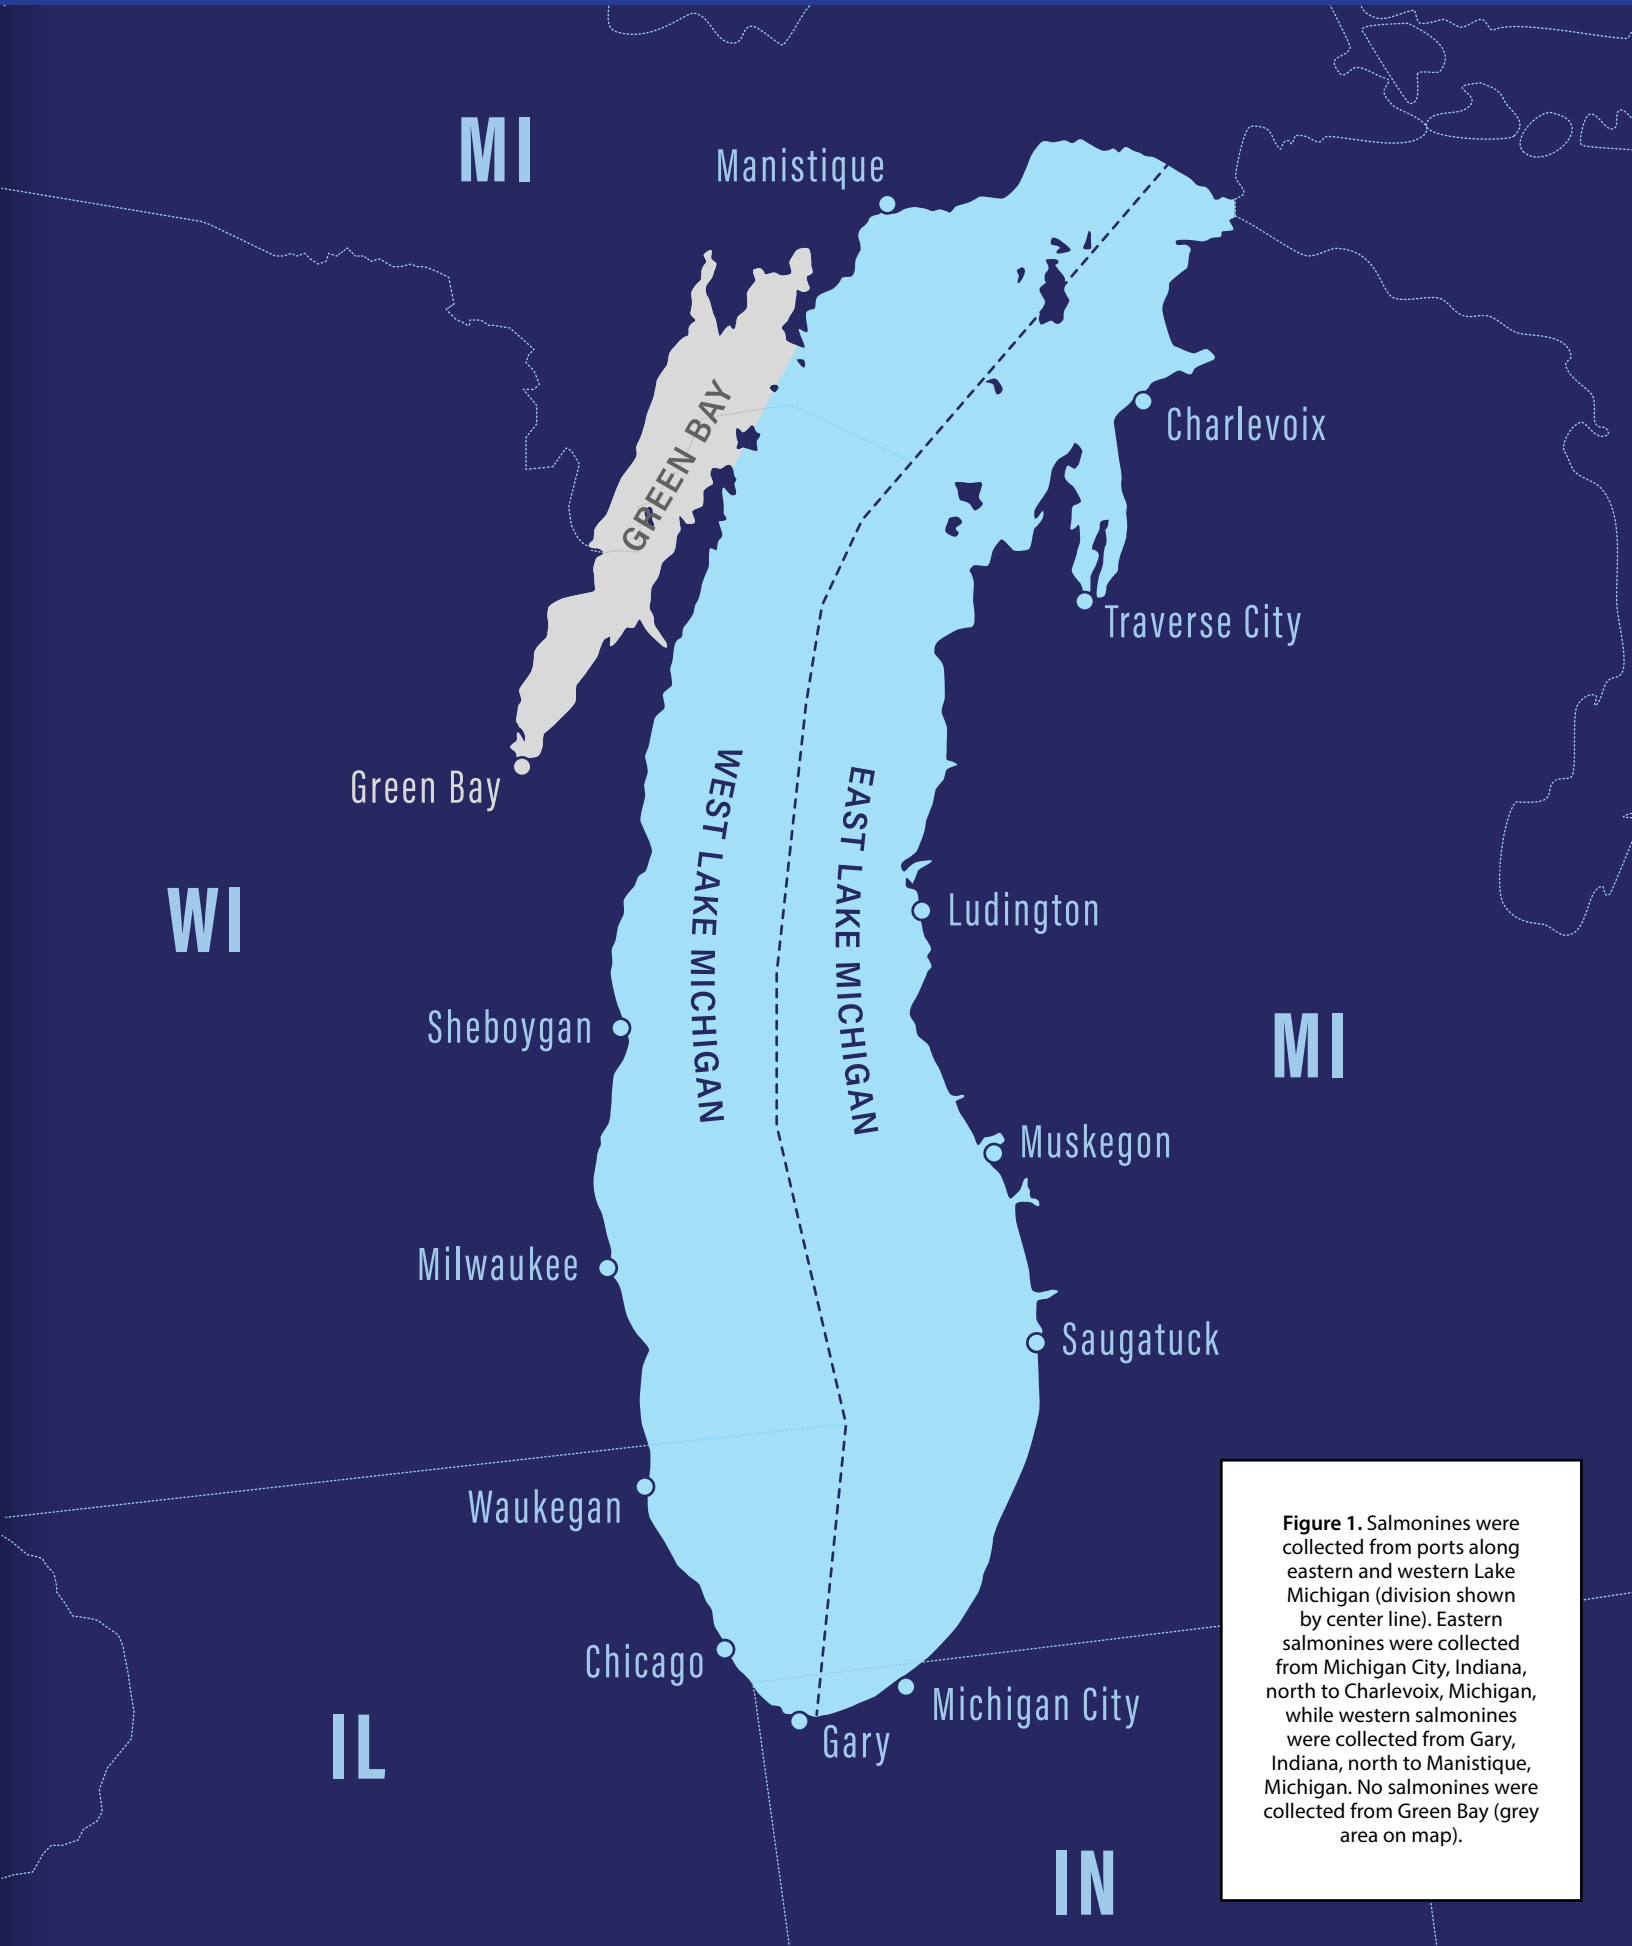 MI
Manistique
Charlevoix
GREEN BAY
Traverse City
Green Bay
WEST LAKE MICHIGAN
EAST LAKE MICHIGAN
WI
Ludington
Sheboygan
MI
Muskegon
Milwaukee
Saugatuck
Waukegan
Chicago
Michigan City
Gary
IL
IN
Figure 1. Salmonines were
collected from ports along
eastern and western Lake
Michigan (division shown
by center line). Eastern
salmonines were collected
from Michigan City, Indiana,
north to Charlevoix, Michigan,
while western salmonines
were collected from Gary,
Indiana, north to Manistique,
Michigan. No salmonines were
collected from Green Bay (grey
area on map).